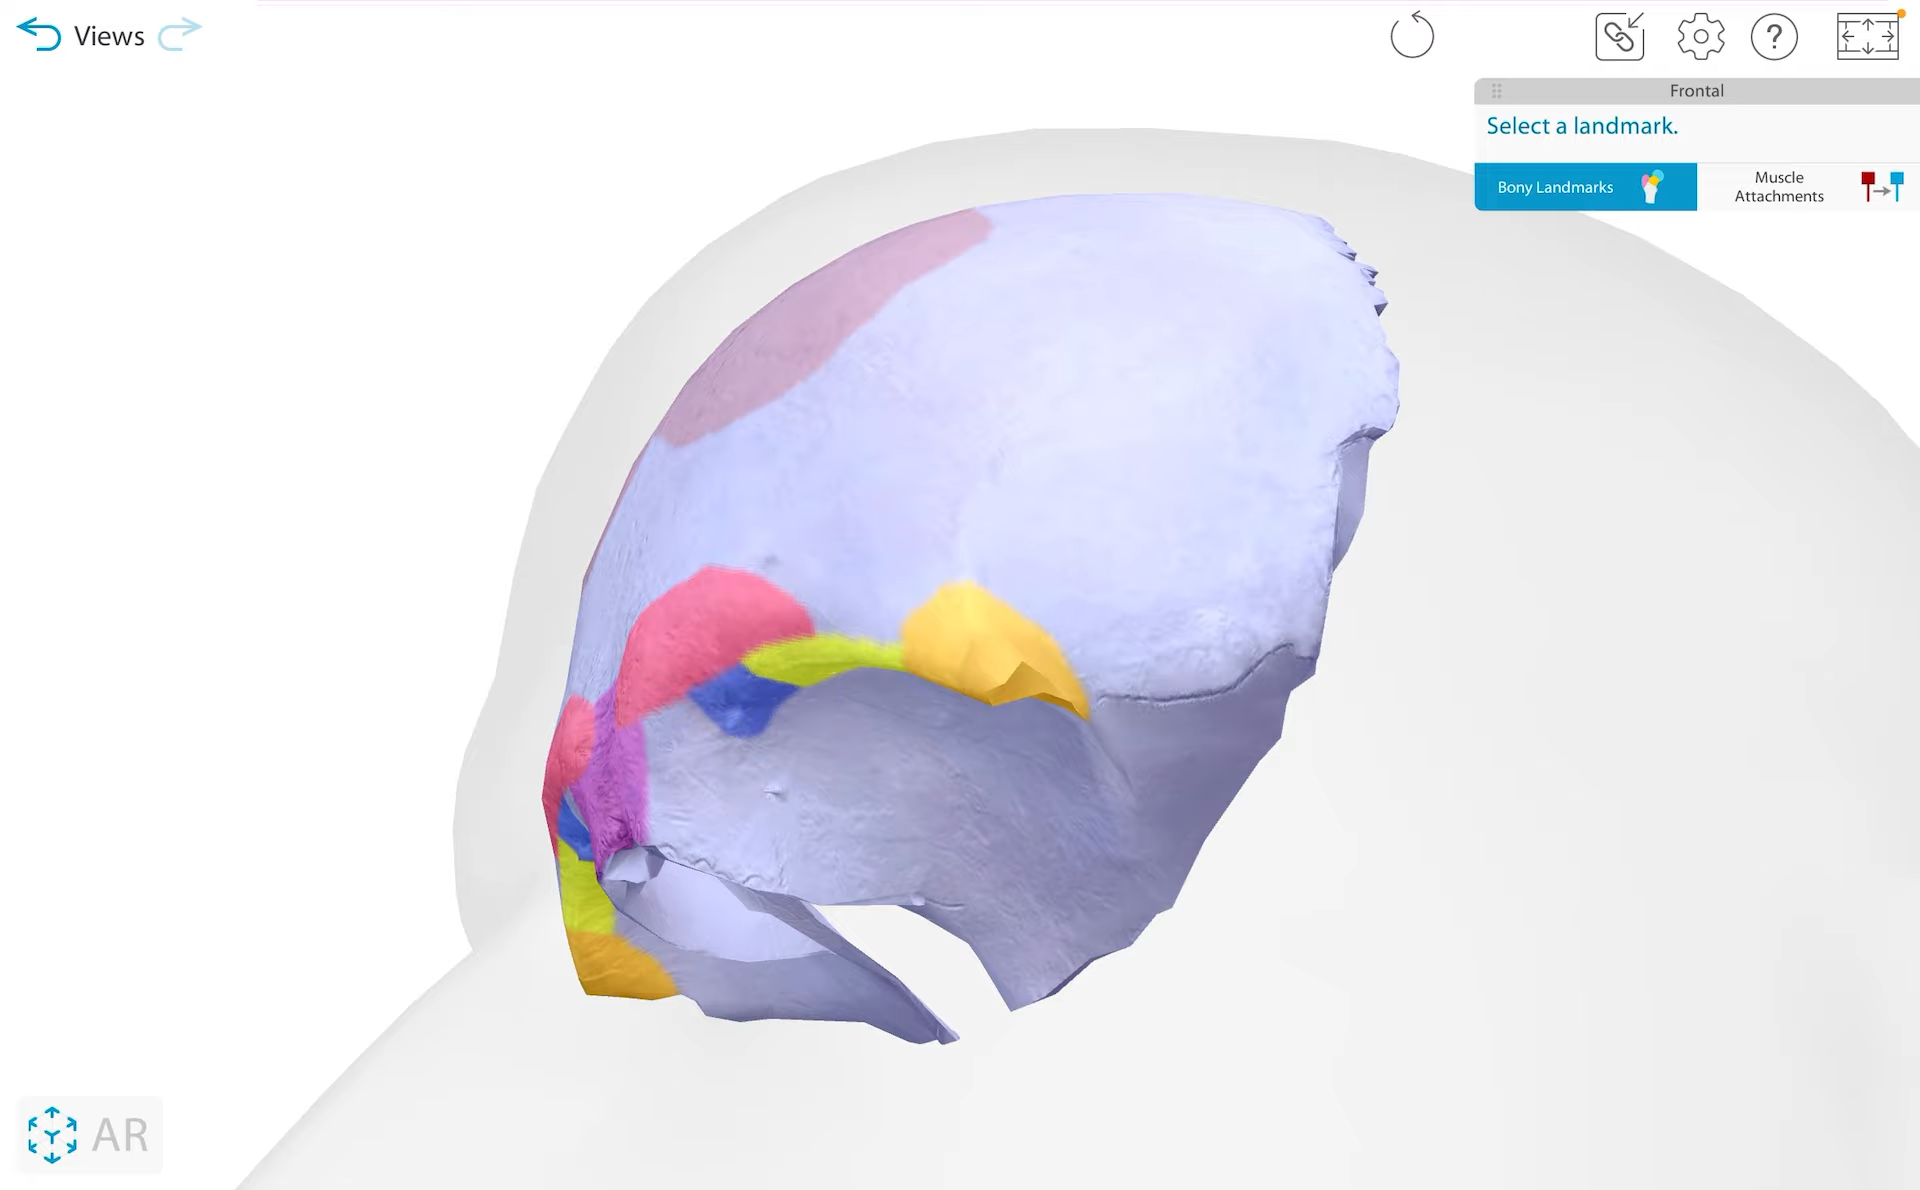 Views
?
Frontal
Select a landmark.
Bony Landmarks
Muscle
Attachments
AR